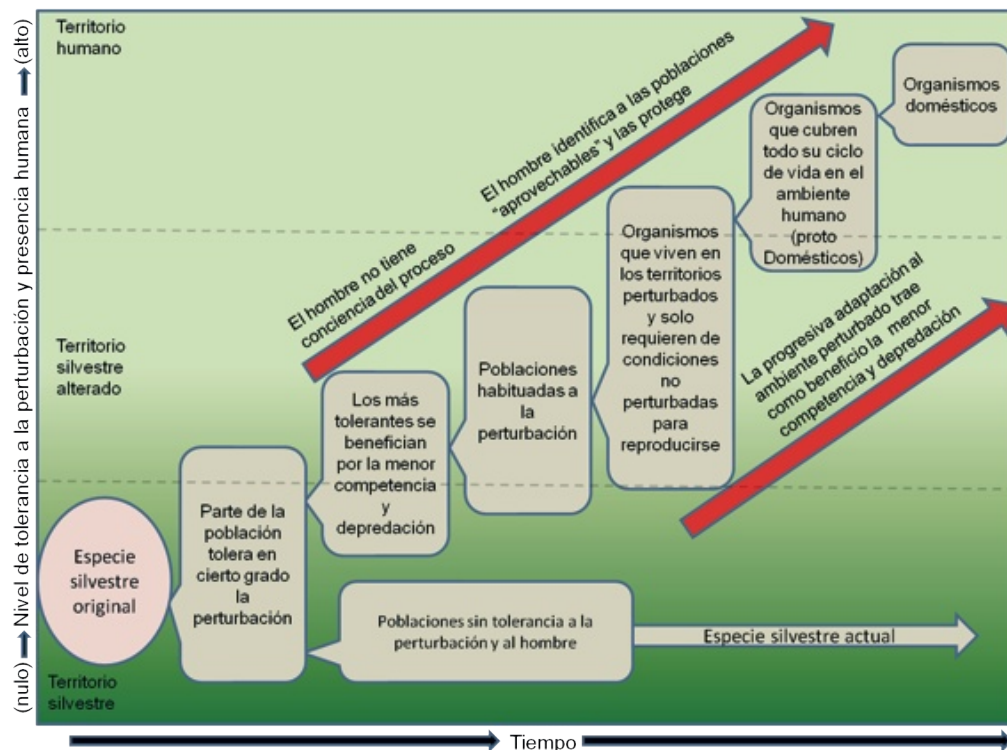 Territorio
humano
(nulo) Nivel de tolerancia a la perturbación y presencia humana (alto)
El hombre no tiene
conciencia del proceso
El hombre identifica a las poblaciones
"aprovechables" y las protege
Organismos
domésticos
Organismos
que cubren
todo su ciclo
de vida en el
ambiente
humano
(proto
Domésticos)
Organismos
que viven en
los territorios
perturbados
y solo
requieren de
condiciones
no
perturbadas
para
reproducirse
La progresiva adaptación al
ambiente perturbado trae
como beneficio la menor
competencia y depredación
Territorio
silvestre
alterado
Poblaciones
habituadas a
la
perturbación
Los más
tolerantes se
benefician
por la menor
competencia
y
depredación
Parte de la
población
tolera en
cierto grado
la
perturbación
Especie
silvestre
original
Poblaciones sin tolerancia a la
perturbación y al hombre
Especie silvestre actual
Territorio
silvestre
Tiempo